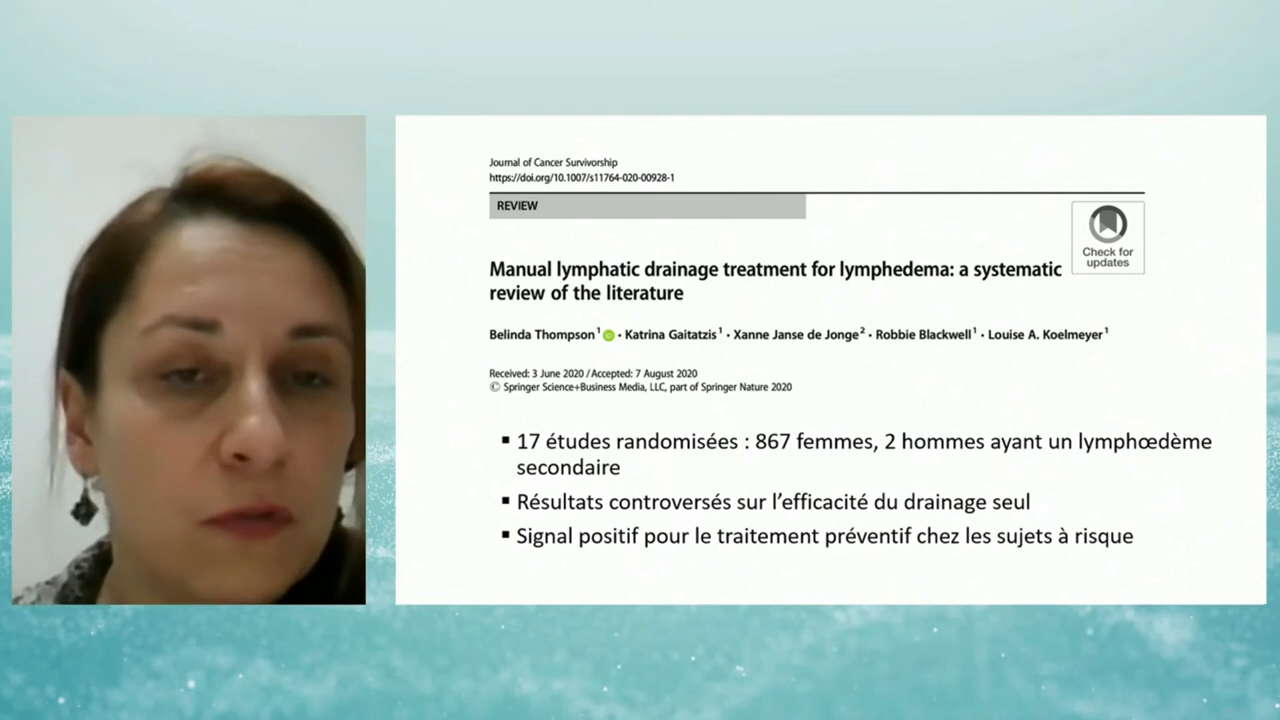 Journal of Cancer Survivorship
https://doi.org/10.1007/s11764-020-00928-1
REVIEW
Check for
updates
Manual lymphatic drainage treatment for lymphedema: a systematic
review of the literature
Belinda Thompson1 iD · Katrina Gaitatzis1 · Xanne Janse de Jonge2 · Robbie Blackwell1 · Louise A. Koelmeyer1
Received: 3 June 2020 / Accepted: 7 August 2020
© Springer Science+Business Media, LLC, part of Springer Nature 2020
▪ 17 études randomisées : 867 femmes, 2 hommes ayant un lymphœdème
secondaire
▪ Résultats controversés sur l’efficacité du drainage seul
▪ Signal positif pour le traitement préventif chez les sujets à risque